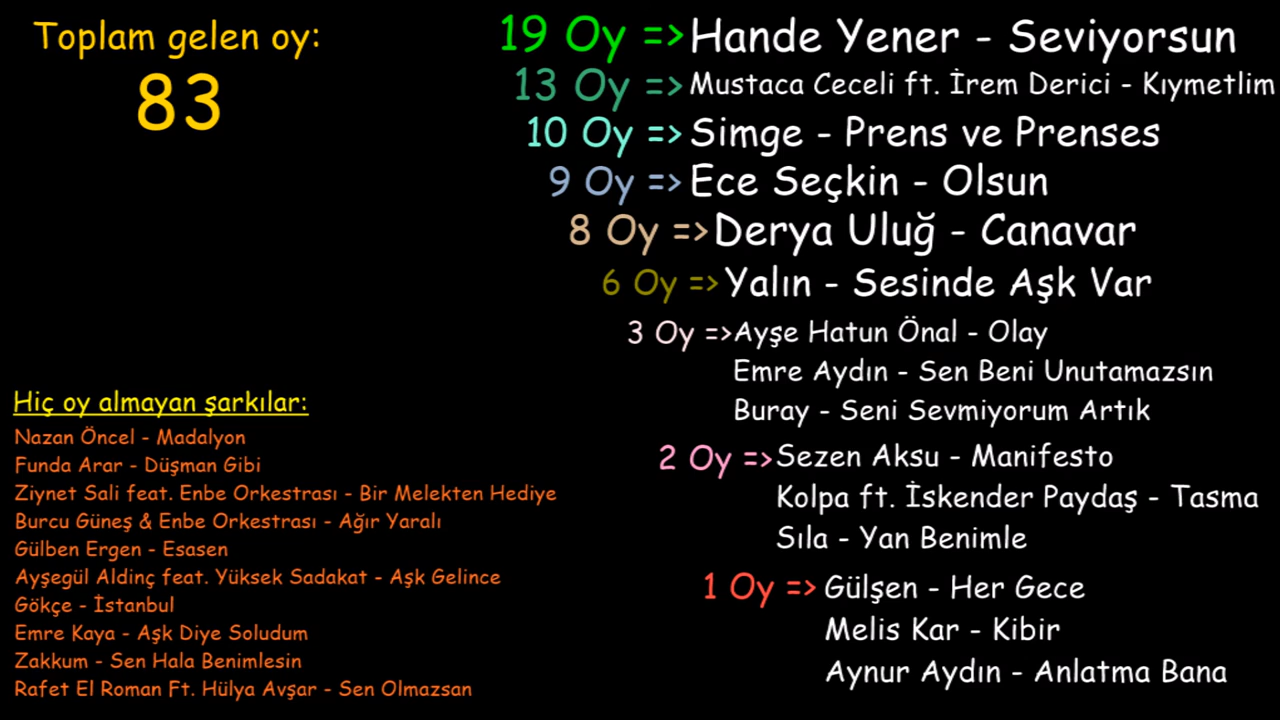 Toplam gelen oy:
83
19 Oy => Hande Yener - Seviyorsun
13 Oy => Mustaca Ceceli ft. İrem Derici - Kıymetlim
10 Oy => Simge - Prens ve Prenses
9 Oy => Ece Seçkin - Olsun
8 Oy => Derya Uluğ - Canavar
6 Oy => Yalın - Sesinde Aşk Var
3 Oy => Ayşe Hatun Önal - Olay
Emre Aydın - Sen Beni Unutamazsın
Buray - Seni Sevmiyorum Artık
2 Oy => Sezen Aksu - Manifesto
Kolpa ft. İskender Paydaş - Tasma
Sıla - Yan Benimle
1 Oy => Gülşen - Her Gece
Melis Kar - Kibir
Aynur Aydın - Anlatma Bana
Hiç oy almayan şarkılar:
Nazan Öncel - Madalyon
Funda Arar - Düşman Gibi
Ziynet Sali feat. Enbe Orkestrası - Bir Melekten Hediye
Burcu Güneş & Enbe Orkestrası - Ağır Yaralı
Gülben Ergen - Esasen
Ayşegül Aldinç feat. Yüksek Sadakat - Aşk Gelince
Gökçe - İstanbul
Emre Kaya - Aşk Diye Soludum
Zakkum - Sen Hala Benimlesin
Rafet El Roman Ft. Hülya Avşar - Sen Olmazsan